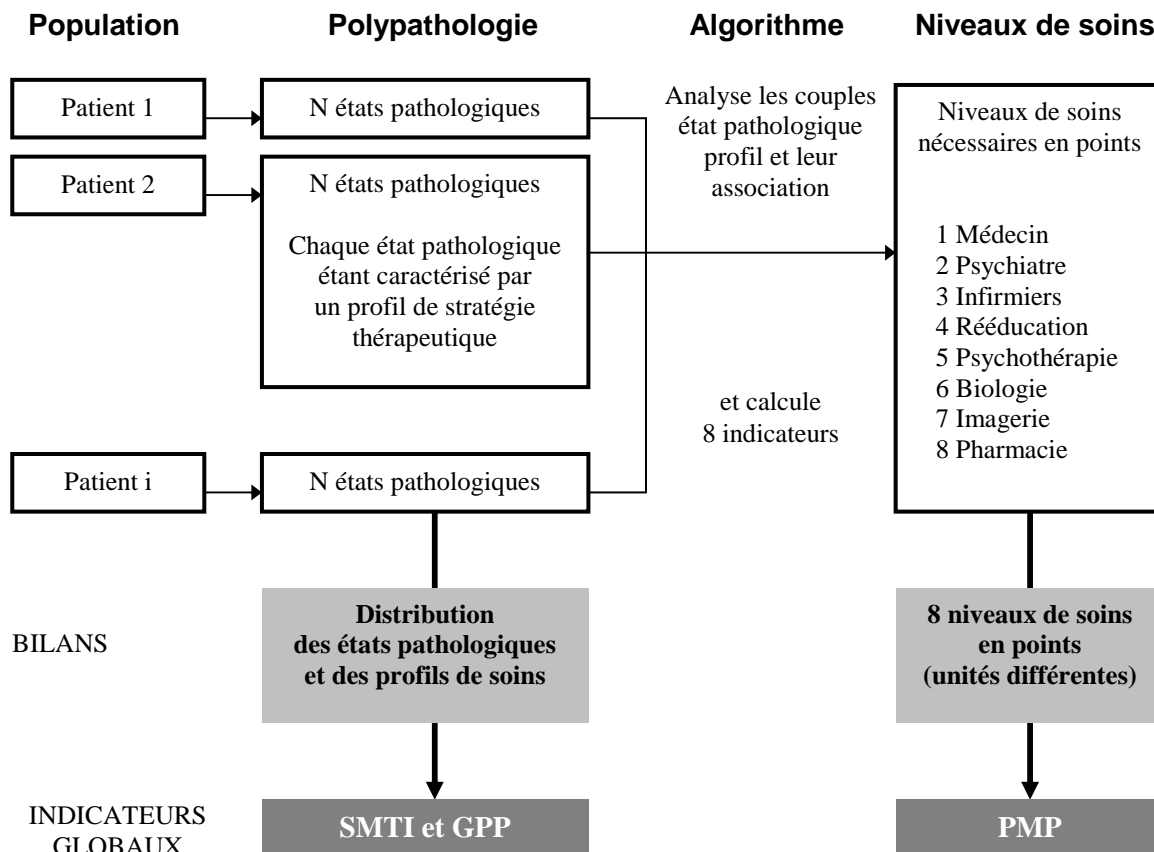 Population
Polypathologie
Algorithme
Niveaux de soins
Patient 1
N états pathologiques
Patient 2
N états pathologiques
Chaque état pathologique
étant caractérisé par
un profil de stratégie
thérapeutique
Patient i
N états pathologiques
Analyse les couples
état pathologique
profil et leur
association
et calcule
8 indicateurs
Niveaux de soins
nécessaires en points
1 Médecin
2 Psychiatre
3 Infirmiers
4 Rééducation
5 Psychothérapie
6 Biologie
7 Imagerie
8 Pharmacie
BILANS
Distribution
des états pathologiques
et des profils de soins
8 niveaux de soins
en points
(unités différentes)
INDICATEURS
GLOBAUX
SMTI et GPP
PMP